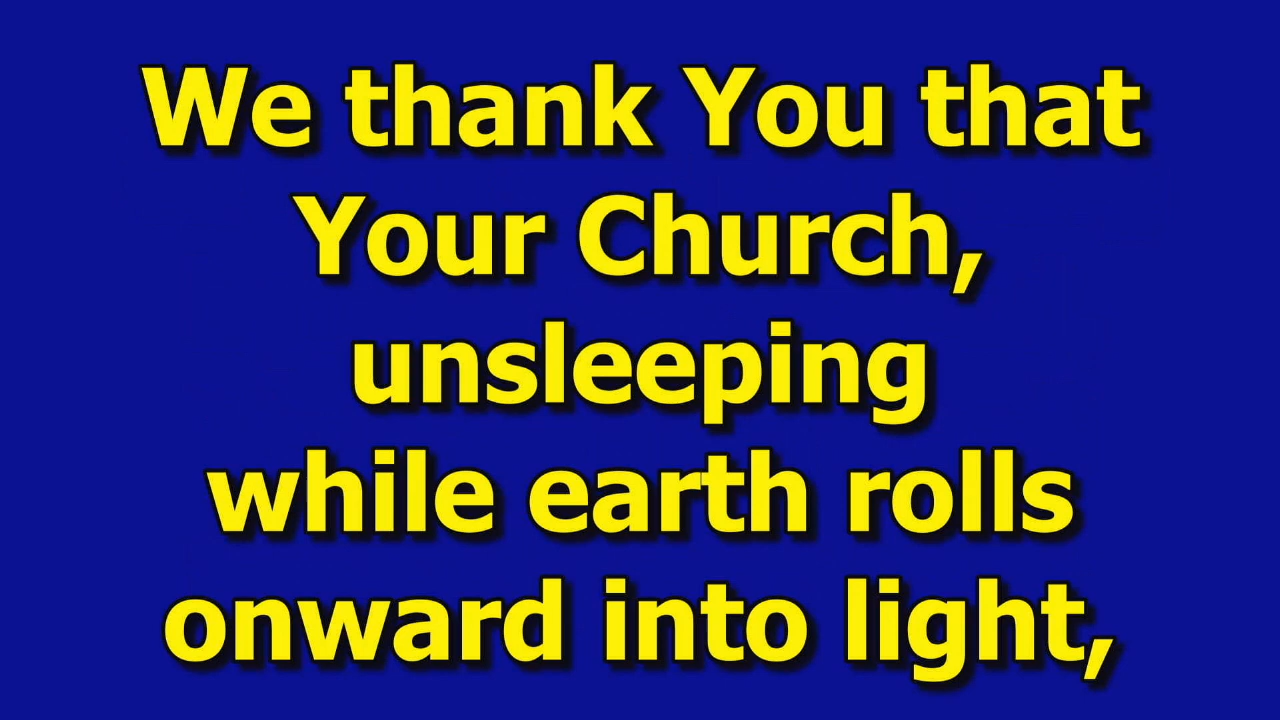 We thank You that
Your Church,
unsleeping
while earth rolls
onward into light,